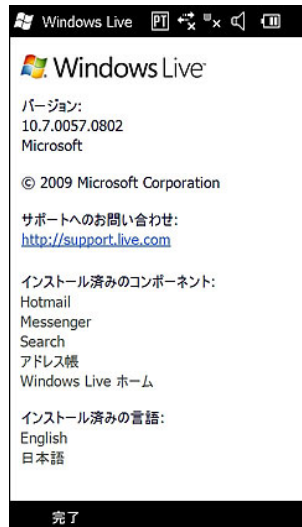 Windows Live PT
Windows Live
バージョン:
10.7.0057.0802
Microsoft
© 2009 Microsoft Corporation
サポートへのお問い合わせ:
http://support.live.com
インストール済みのコンポーネント:
Hotmail
Messenger
Search
アドレス帳
Windows Live ホーム
インストール済みの言語:
English
日本語
完了